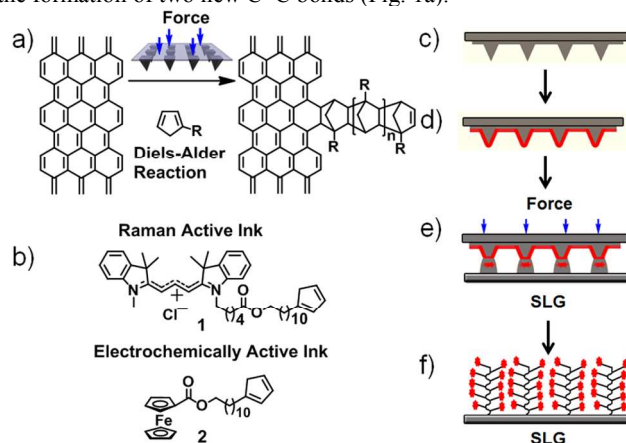 the formation of two new C–C bonds (Fig. 1a).
a)
Force
R
Diels-Alder
Reaction
R
n
R
R
b)
Raman Active Ink
N
N
Cl
O
O
4
10
1
Electrochemically Active Ink
O
O
Fe
10
2
c)
d)
Force
e)
SLG
f)
SLG